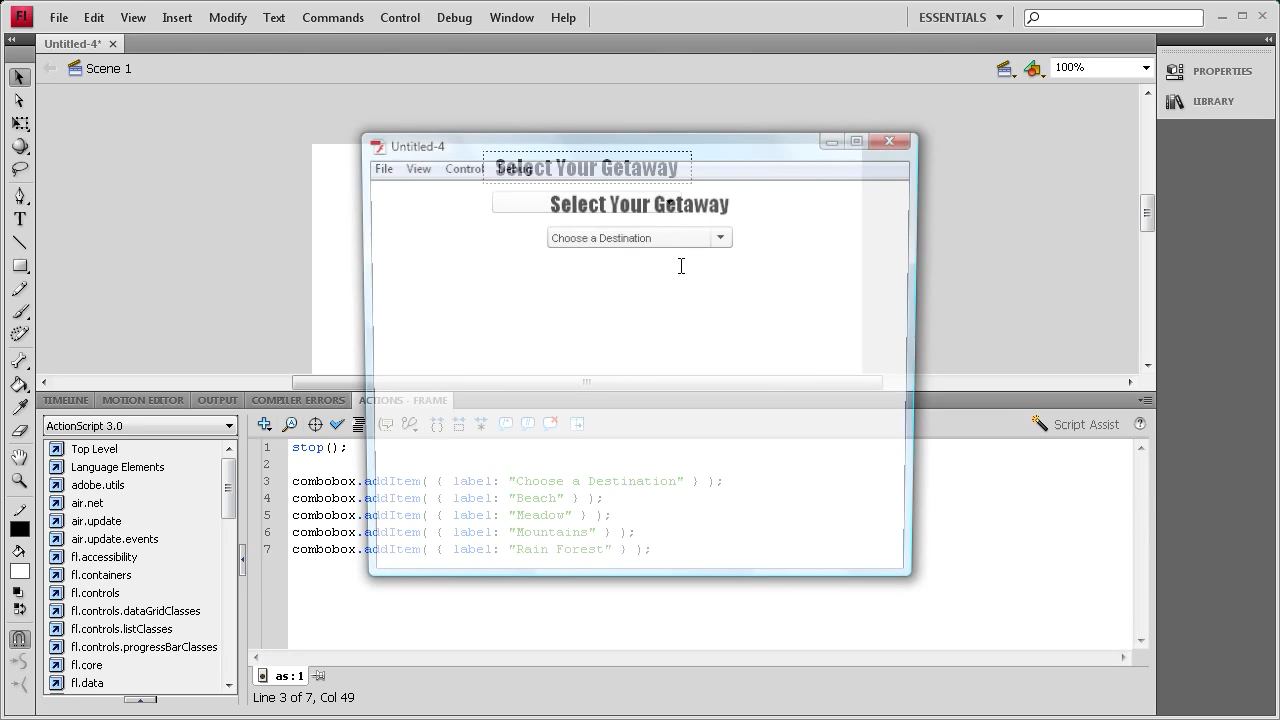 Fl File Edit View Insert Modify Text Commands Control Debug Window Help ESSENTIALS
Untitled-4*
Scene 1 100%
PROPERTIES
LIBRARY
Untitled-4
File View Control Debug
Select Your Getaway
Select Your Getaway
Choose a Destination
TIMELINE MOTION EDITOR OUTPUT COMPILER ERRORS ACTIONS - FRAME
ActionScript 3.0
Script Assist
Top Level
Language Elements
adobe.utils
air.net
air.update
air.update.events
fl.accessibility
fl.containers
fl.controls
fl.controls.dataGridClasses
fl.controls.listClasses
fl.controls.progressBarClasses
fl.core
fl.data
1 stop();
2
3 combobox.addItem( { label: "Choose a Destination" } );
4 combobox.addItem( { label: "Beach" } );
5 combobox.addItem( { label: "Meadow" } );
6 combobox.addItem( { label: "Mountains" } );
7 combobox.addItem( { label: "Rain Forest" } );
as : 1
Line 3 of 7, Col 49